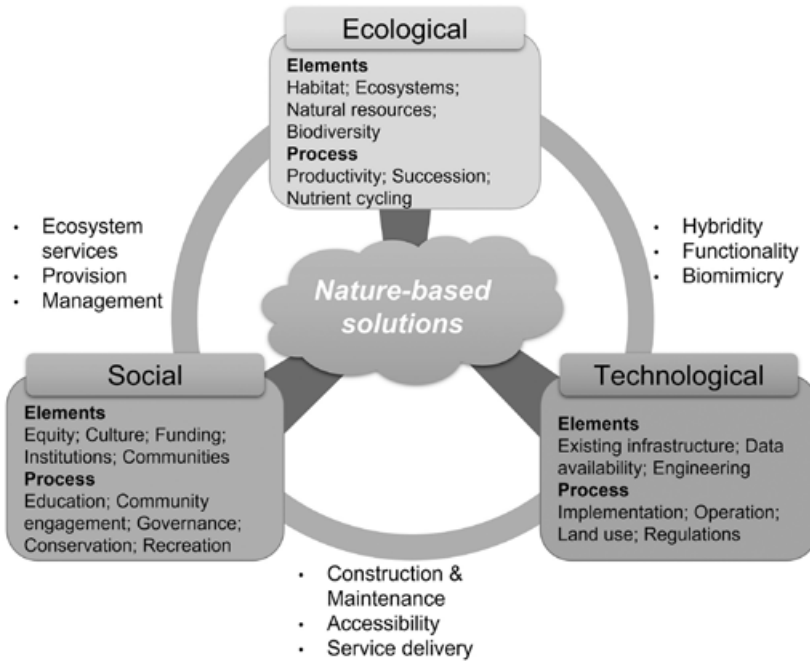 Ecological
Elements
Habitat; Ecosystems;
Natural resources;
Biodiversity
Process
Productivity; Succession;
Nutrient cycling
• Ecosystem
services
• Provision
• Management
• Hybridity
• Functionality
• Biomimicry
Nature-based
solutions
Social
Elements
Equity; Culture; Funding;
Institutions; Communities
Process
Education; Community
engagement; Governance;
Conservation; Recreation
Technological
Elements
Existing infrastructure; Data
availability; Engineering
Process
Implementation; Operation;
Land use; Regulations
• Construction &
Maintenance
• Accessibility
• Service delivery